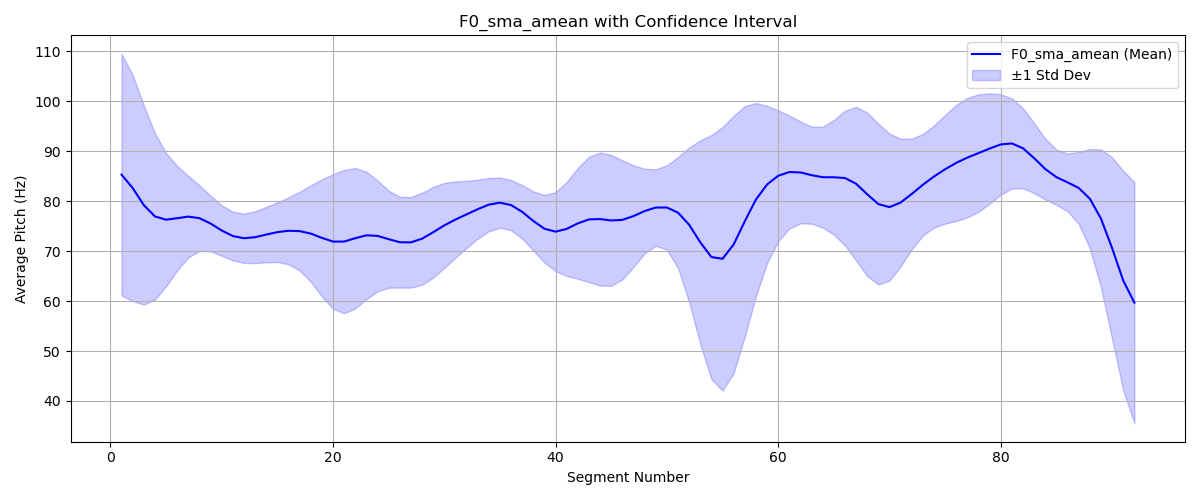 F0_sma_amean with Confidence Interval
F0_sma_amean (Mean)
±1 Std Dev
Average Pitch (Hz)
110
100
90
80
70
60
50
40
0 20 40 60 80
Segment Number